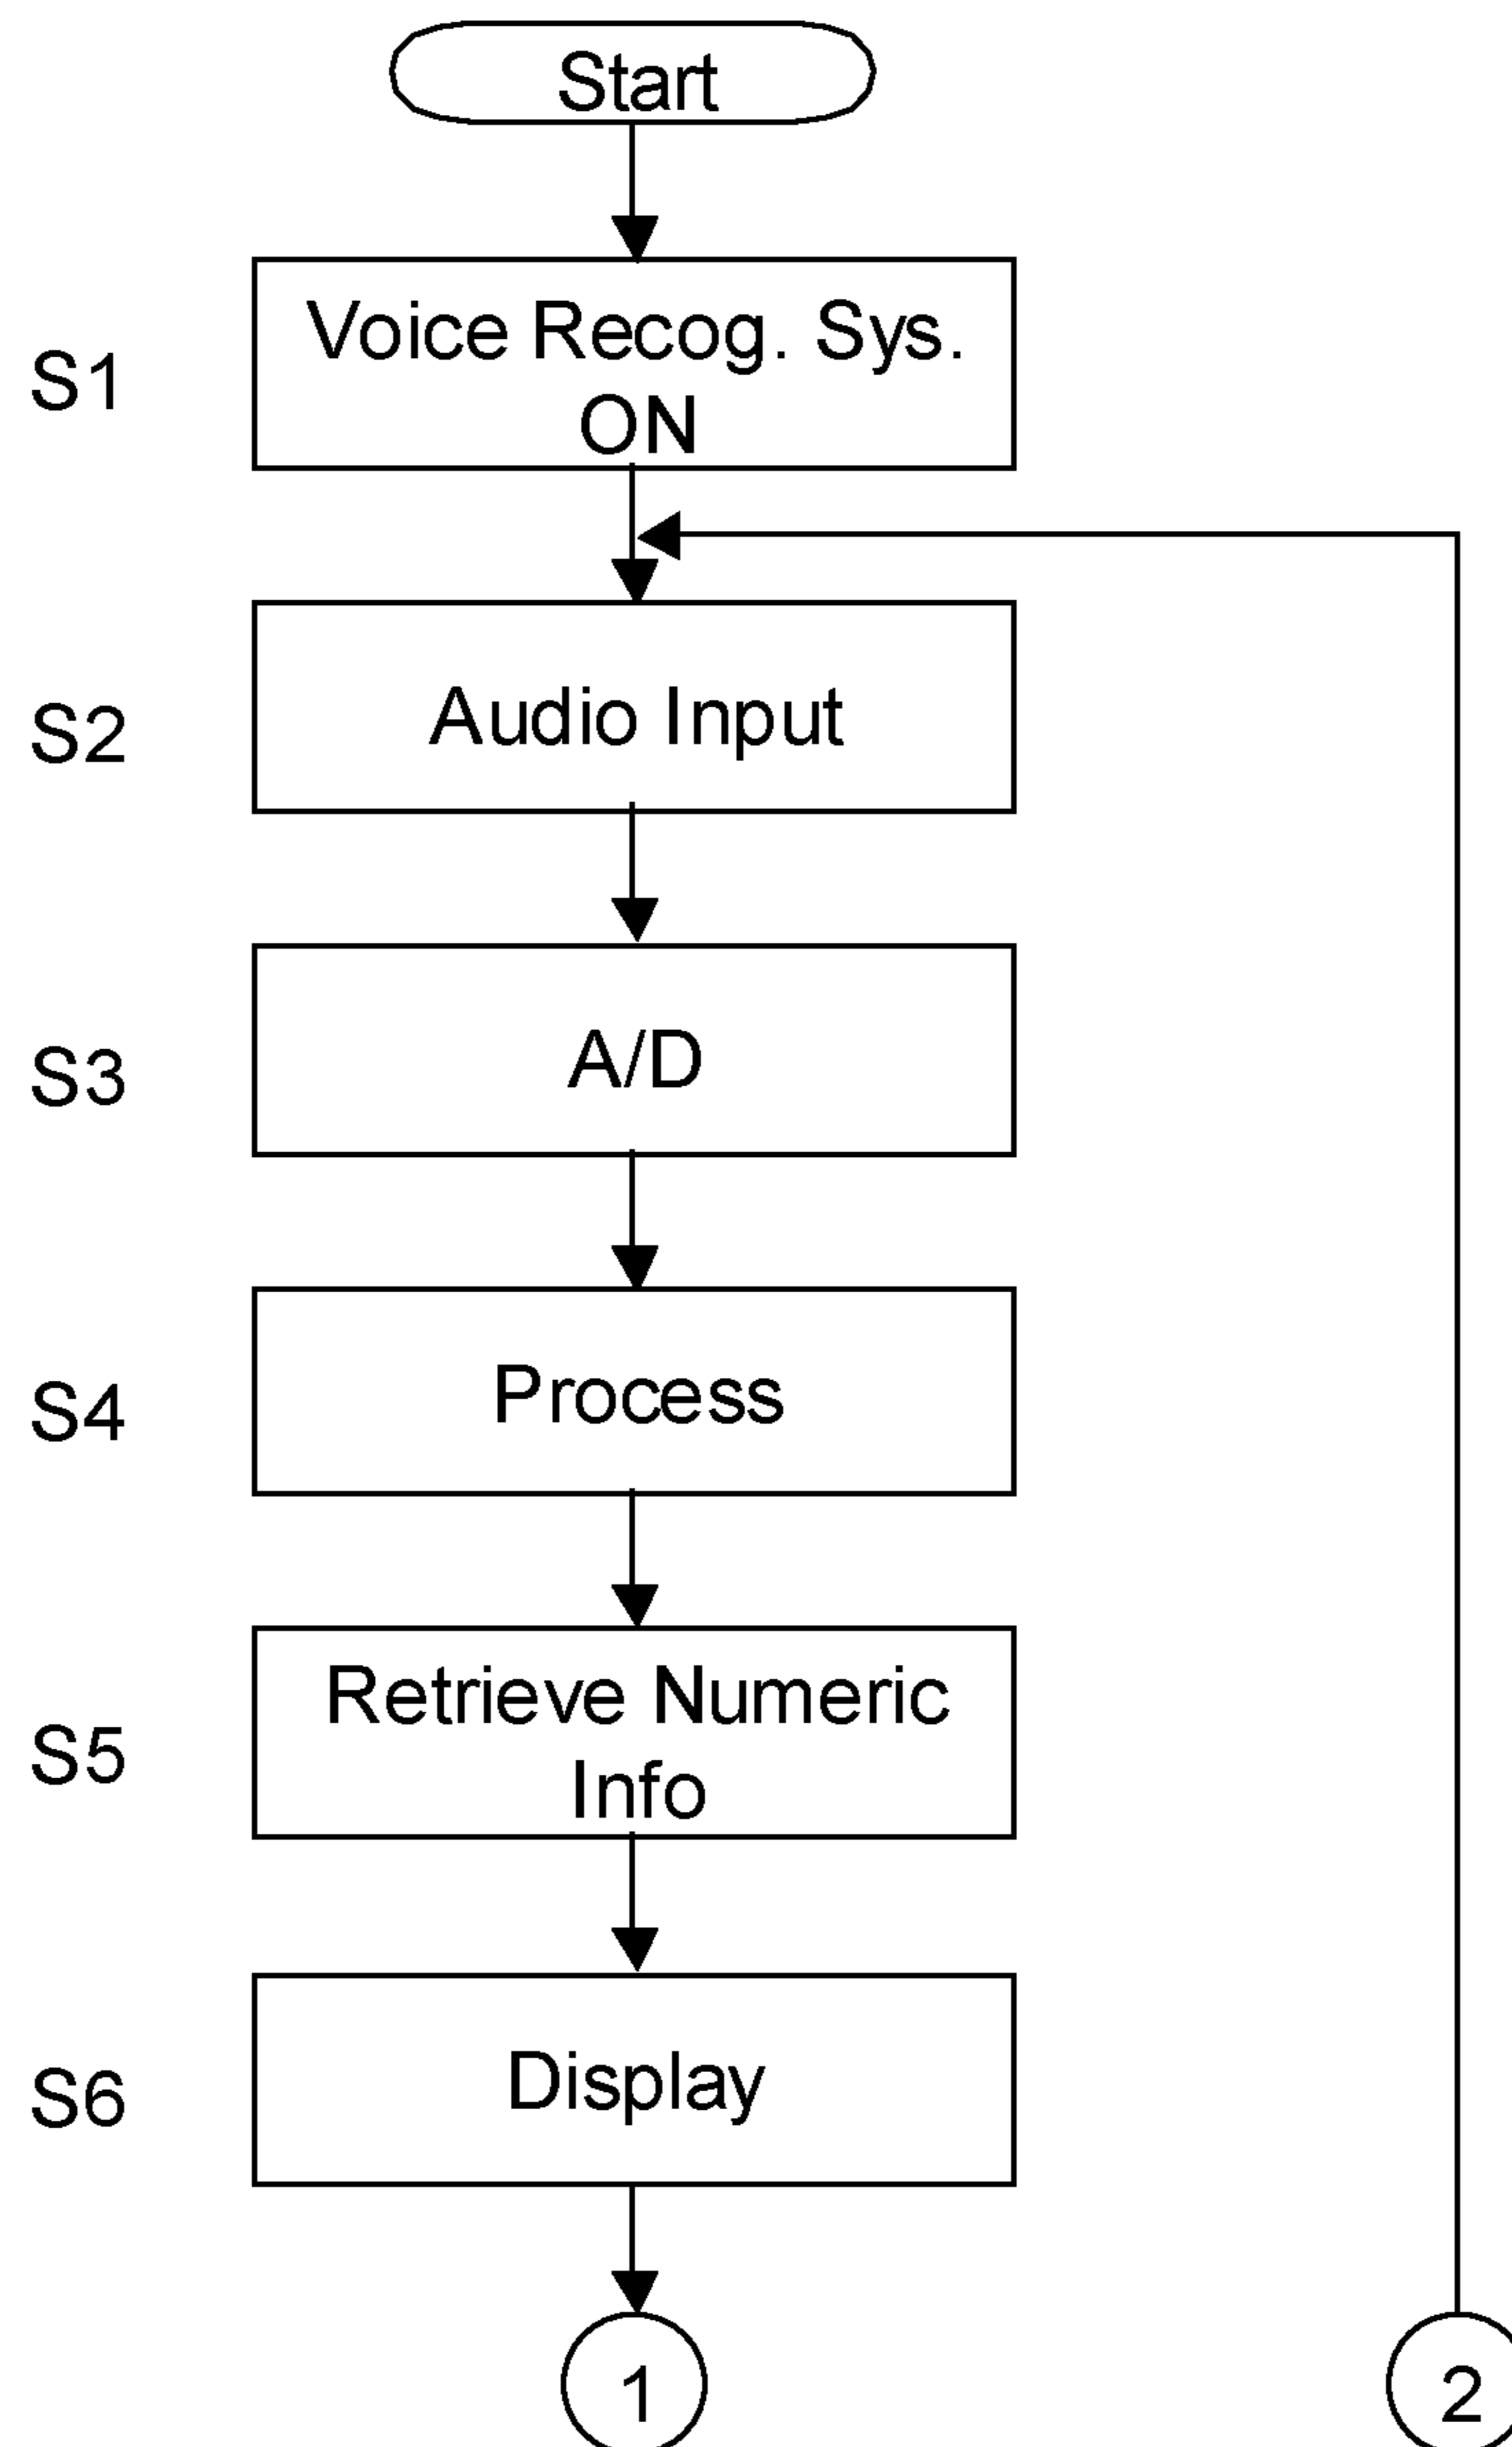 Start
S1
Voice Recog. Sys.
ON
S2
Audio Input
S3
A/D
S4
Process
S5
Retrieve Numeric
Info
S6
Display
1
2